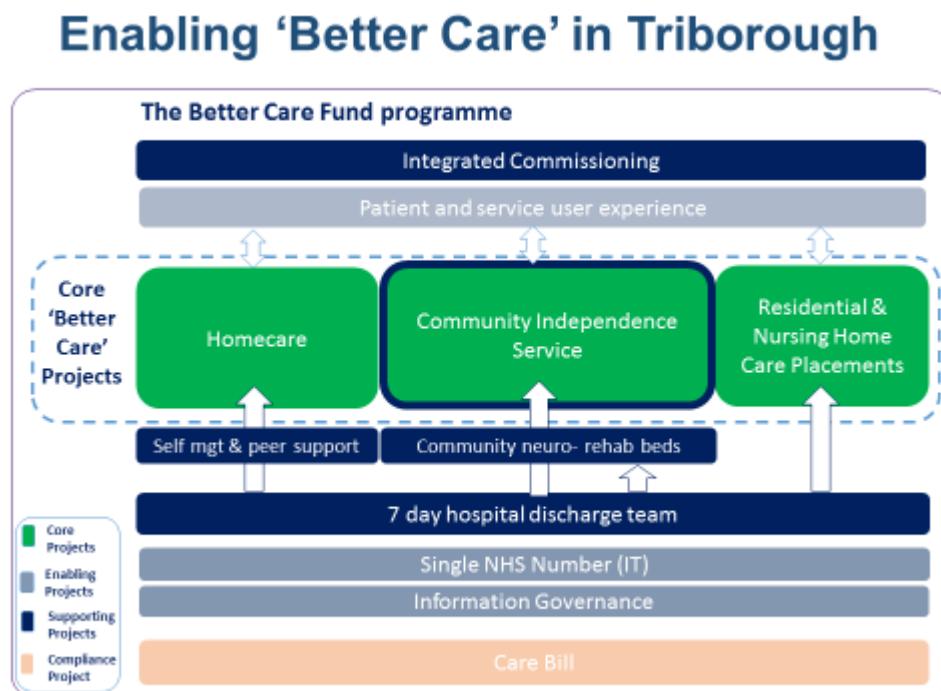 Enabling ‘Better Care’ in Triborough
The Better Care Fund programme
Integrated Commissioning
Patient and service user experience
Core
‘Better
Care’
Projects
Homecare
Community Independence
Service
Residential &
Nursing Home
Care Placements
Self mgt & peer support
Community neuro- rehab beds
7 day hospital discharge team
Single NHS Number (IT)
Information Governance
Care Bill
Core
Projects
Enabling
Projects
Supporting
Projects
Compliance
Project